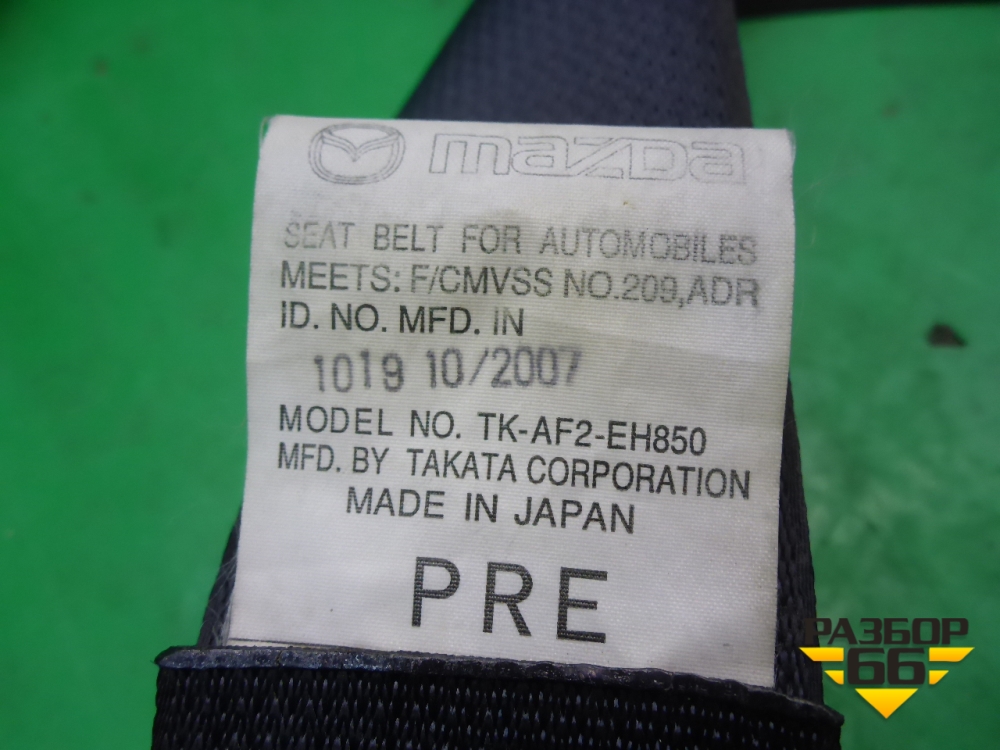 mazda
SEAT BELT FOR AUTOMOBILES
MEETS: F/CMVSS NO.209,ADR
ID. NO. MFD. IN
1019 10/2007
MODEL NO. TK-AF2-EH850
MFD. BY TAKATA CORPORATION
MADE IN JAPAN
PRE
РАЗБОР
66